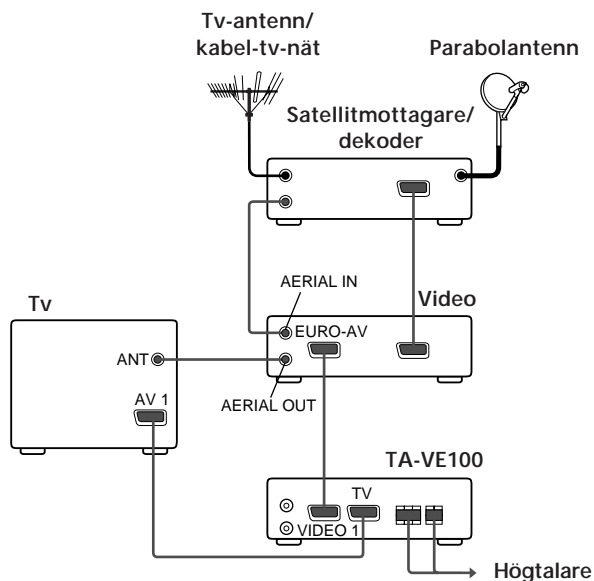 Tv-antenn/
kabel-tv-nät
Parabolantenn
Satellitmottagare/
dekoder
AERIAL IN
Tv
Video
EURO-AV
ANT
AV 1
AERIAL OUT
TA-VE100
TV
VIDEO 1
Högtalare